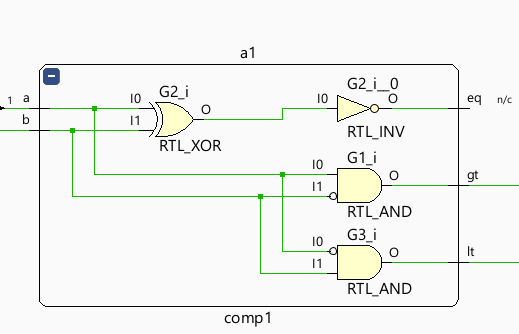 a1
−
1 a
b
I0
I1
G2_i
O
RTL_XOR
G2_i__0
I0
O
RTL_INV
eq n/c
G1_i
I0
I1
O
RTL_AND
gt
G3_i
I0
I1
O
RTL_AND
lt
comp1